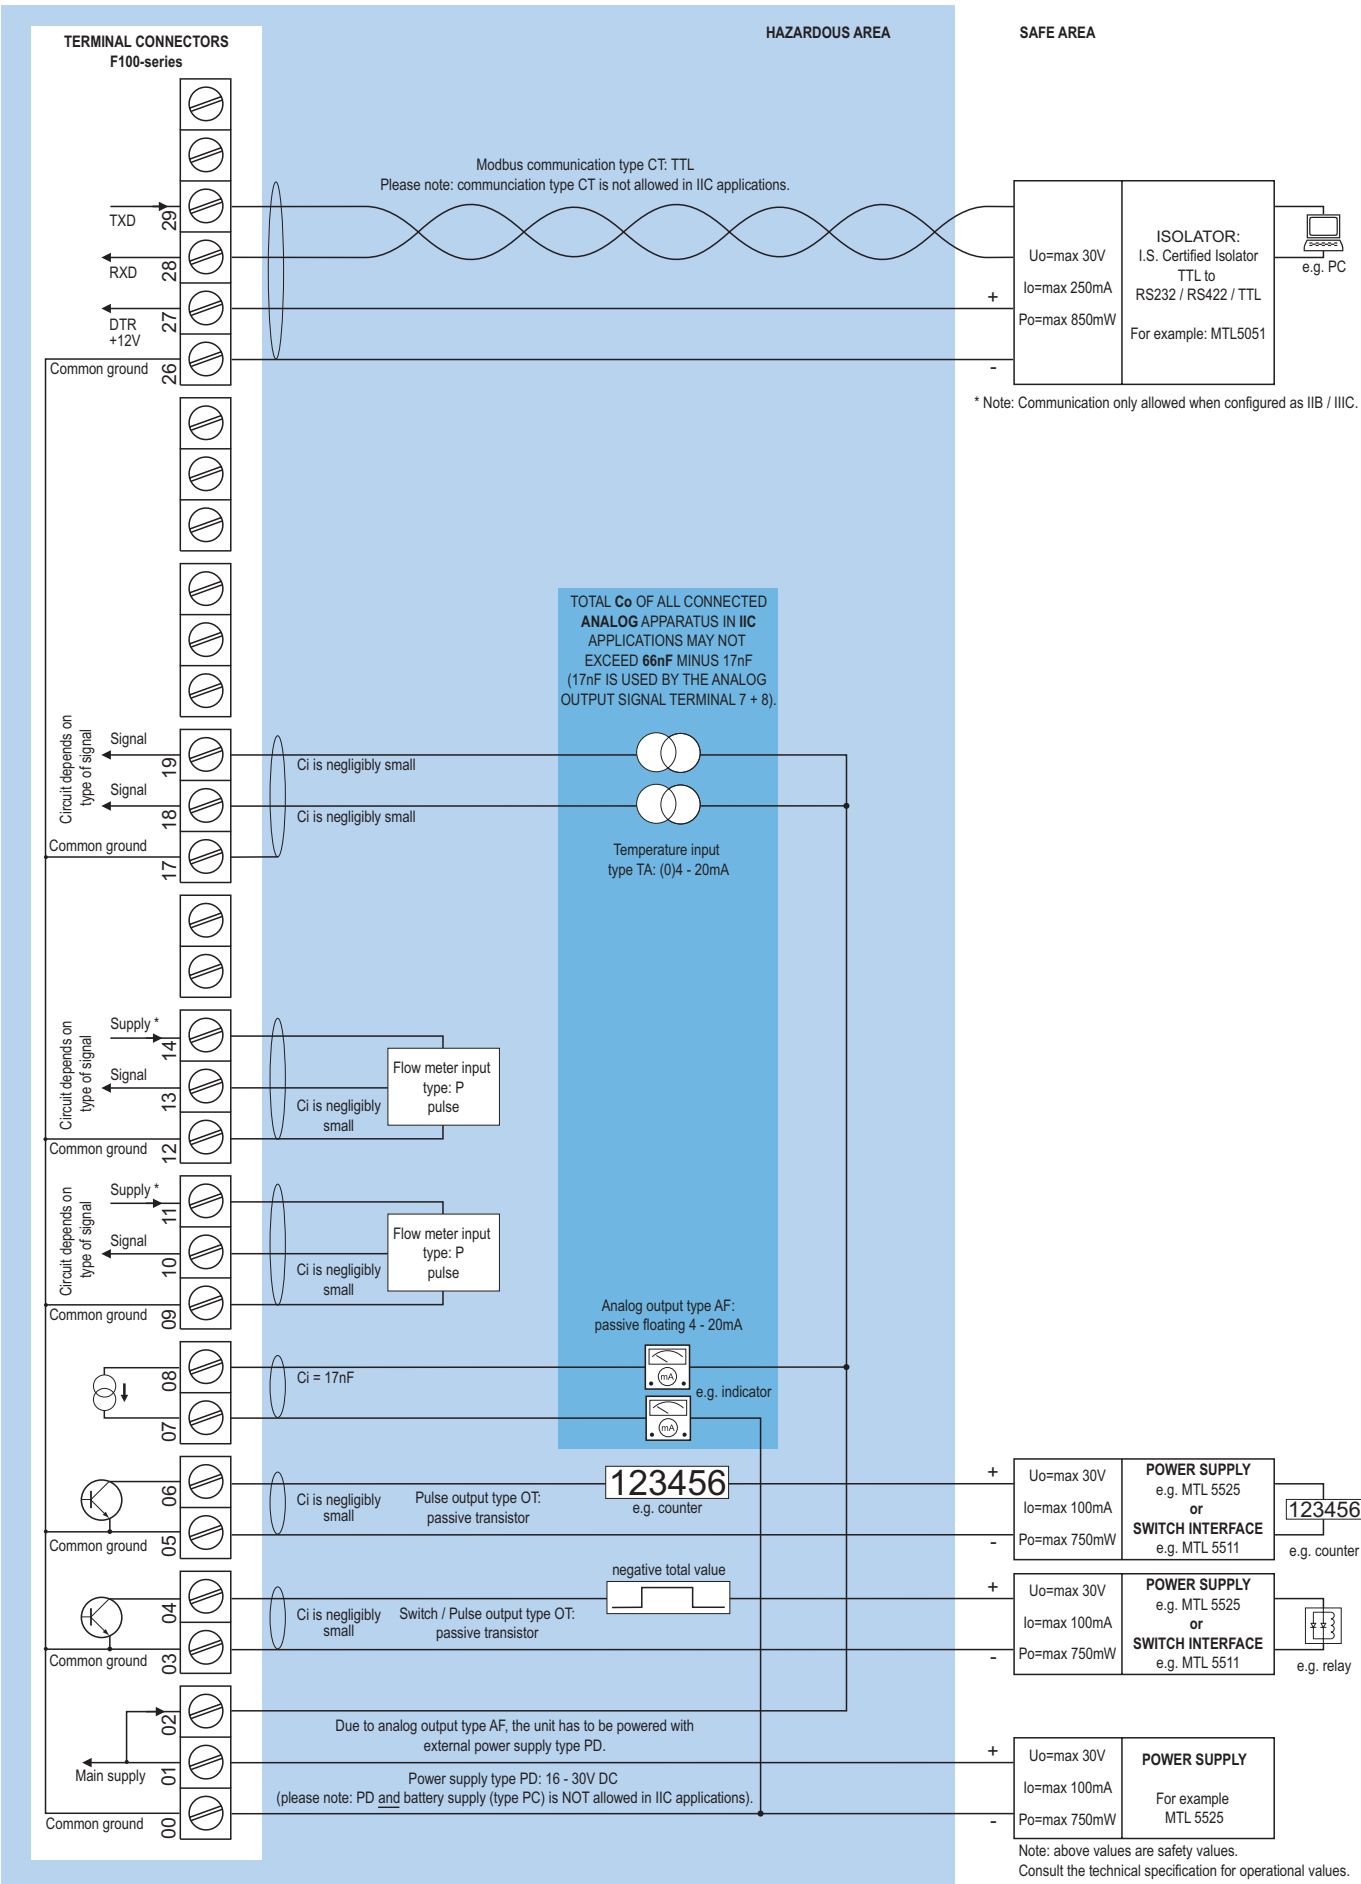 HAZARDOUS AREA
SAFE AREA
TERMINAL CONNECTORS
F100-series
Modbus communication type CT: TTL
Please note: communciation type CT is not allowed in IIC applications.
TXD
29
RXD
28
DTR
+12V
27
Common ground
26
+
-
Uo=max 30V
Io=max 250mA
Po=max 850mW
ISOLATOR:
I.S. Certified Isolator
TTL to
RS232 / RS422 / TTL
For example: MTL5051
e.g. PC
* Note: Communication only allowed when configured as IIB / IIIC.
TOTAL Co OF ALL CONNECTED
ANALOG APPARATUS IN IIC
APPLICATIONS MAY NOT
EXCEED 66nF MINUS 17nF
(17nF IS USED BY THE ANALOG
OUTPUT SIGNAL TERMINAL 7 + 8).
Circuit depends on
type of signal
Signal
19
Ci is negligibly small
Signal
18
Ci is negligibly small
Common ground
17
Temperature input
type TA: (0)4 - 20mA
Circuit depends on
type of signal
Supply *
14
Signal
13
Common ground
12
Ci is negligibly
small
Flow meter input
type: P
pulse
Circuit depends on
type of signal
Supply *
11
Signal
10
Common ground
09
Ci is negligibly
small
Flow meter input
type: P
pulse
Analog output type AF:
passive floating 4 - 20mA
08
Ci = 17nF
mA
e.g. indicator
07
mA
06
Ci is negligibly
small
Pulse output type OT:
passive transistor
123456
e.g. counter
Common ground
05
+
-
Uo=max 30V
Io=max 100mA
Po=max 750mW
POWER SUPPLY
e.g. MTL 5525
or
SWITCH INTERFACE
e.g. MTL 5511
123456
e.g. counter
04
Ci is negligibly
small
Switch / Pulse output type OT:
passive transistor
negative total value
Common ground
03
+
-
Uo=max 30V
Io=max 100mA
Po=max 750mW
POWER SUPPLY
e.g. MTL 5525
or
SWITCH INTERFACE
e.g. MTL 5511
e.g. relay
02
Due to analog output type AF, the unit has to be powered with
external power supply type PD.
Main supply
01
Power supply type PD: 16 - 30V DC
(please note: PD and battery supply (type PC) is NOT allowed in IIC applications).
Common ground
00
+
-
Uo=max 30V
Io=max 100mA
Po=max 750mW
POWER SUPPLY
For example
MTL 5525
Note: above values are safety values.
Consult the technical specification for operational values.